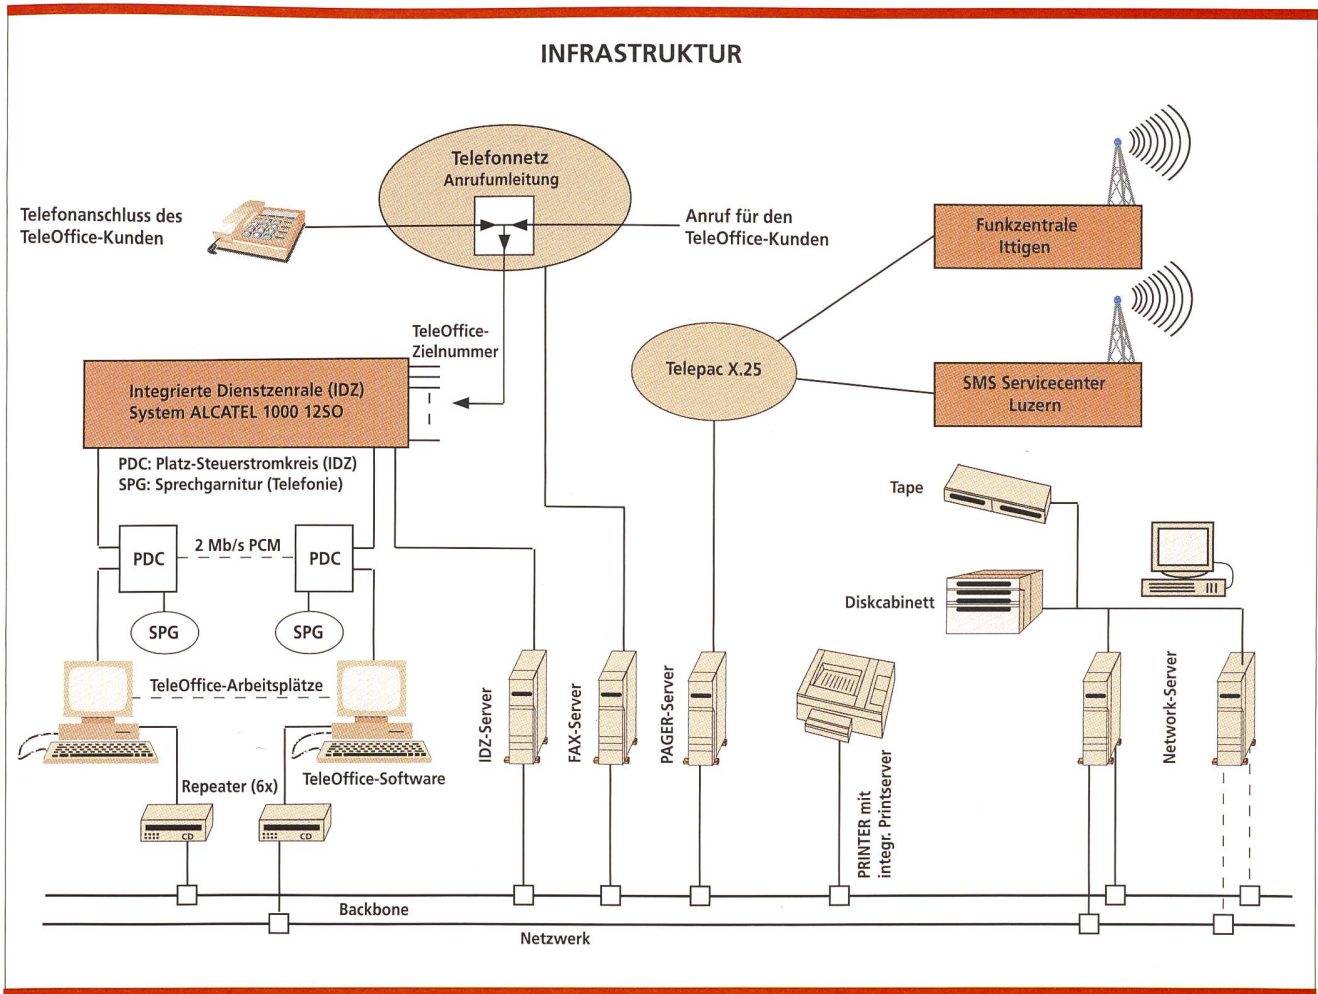 INFRASTRUKTUR
Telefonnetz
Anrufumleitung
Telefonanschluss des
TeleOffice-Kunden
Anruf für den
TeleOffice-Kunden
Funkzentrale
Ittigen
TeleOffice-
Zielnummer
Telepac X.25
SMS Servicecenter
Luzern
Integrierte Dienstzenrale (IDZ)
System ALCATEL 1000 12SO
PDC: Platz-Steuerstromkreis (IDZ)
SPG: Sprechgarnitur (Telefonie)
Tape
PDC
2 Mb/s PCM
PDC
Diskcabinett
SPG
SPG
TeleOffice-Arbeitsplätze
IDZ-Server
FAX-Server
PAGER-Server
Network-Server
TeleOffice-Software
Repeater (6x)
CD
CD
PRINTER mit
integr. Printserver
Backbone
Netzwerk